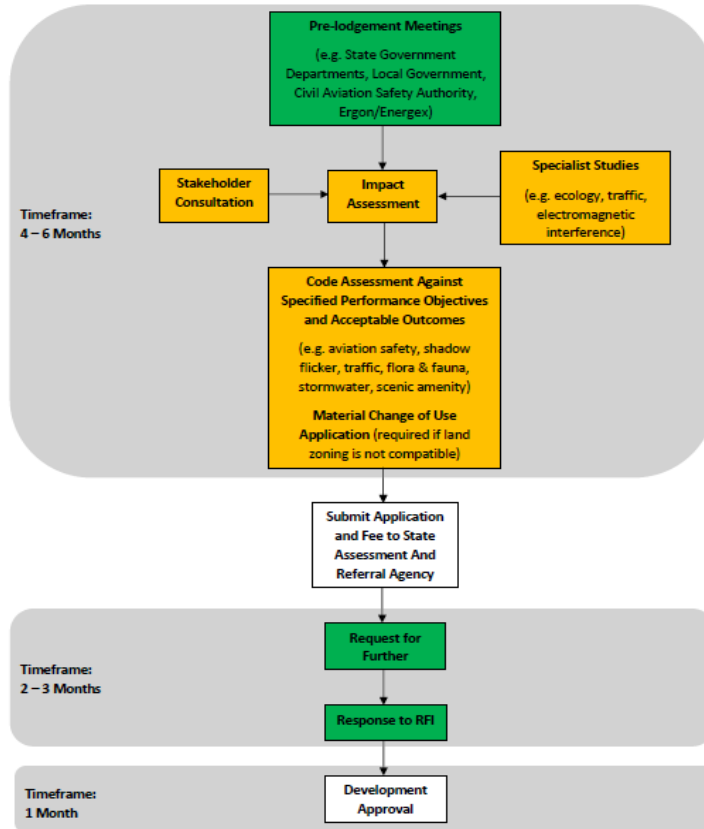 Pre-lodgement Meetings
(e.g. State Government
Departments, Local Government,
Civil Aviation Safety Authority,
Ergon/Energex)
Stakeholder
Consultation
Impact
Assessment
Specialist Studies
(e.g. ecology, traffic,
electromagnetic
interference)
Timeframe:
4 – 6 Months
Code Assessment Against
Specified Performance Objectives
and Acceptable Outcomes
(e.g. aviation safety, shadow
flicker, traffic, flora & fauna,
stormwater, scenic amenity)
Material Change of Use
Application (required if land
zoning is not compatible)
Submit Application
and Fee to State
Assessment And
Referral Agency
Timeframe:
2 – 3 Months
Request for
Further
Response to RFI
Timeframe:
1 Month
Development
Approval